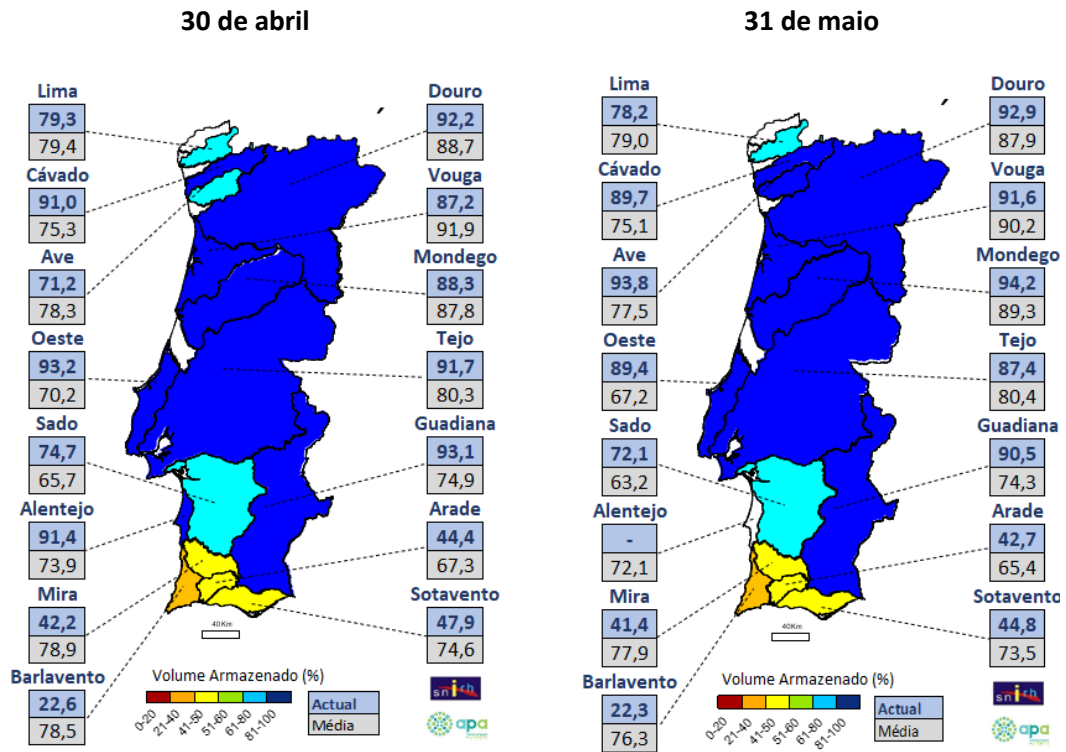 30 de abril
Lima
79,3
79,4
Cávado
91,0
75,3
Ave
71,2
78,3
Oeste
93,2
70,2
Sado
74,7
65,7
Alentejo
91,4
73,9
Mira
42,2
78,9
Barlavento
22,6
78,5
Douro
92,2
88,7
Vouga
87,2
91,9
Mondego
88,3
87,8
Tejo
91,7
80,3
Guadiana
93,1
74,9
Arade
44,4
67,3
Sotavento
47,9
74,6
40Km
Volume Armazenado (%)
0-20
21-40
41-50
51-60
61-80
81-100
Actual
Média
snirh
apa
31 de maio
Lima
78,2
79,0
Cávado
89,7
75,1
Ave
93,8
77,5
Oeste
89,4
67,2
Sado
72,1
63,2
Alentejo
-
72,1
Mira
41,4
77,9
Barlavento
22,3
76,3
Douro
92,9
87,9
Vouga
91,6
90,2
Mondego
94,2
89,3
Tejo
87,4
80,4
Guadiana
90,5
74,3
Arade
42,7
65,4
Sotavento
44,8
73,5
40Km
Volume Armazenado (%)
0-20
21-40
41-50
51-60
61-80
81-100
Actual
Média
snirh
apa